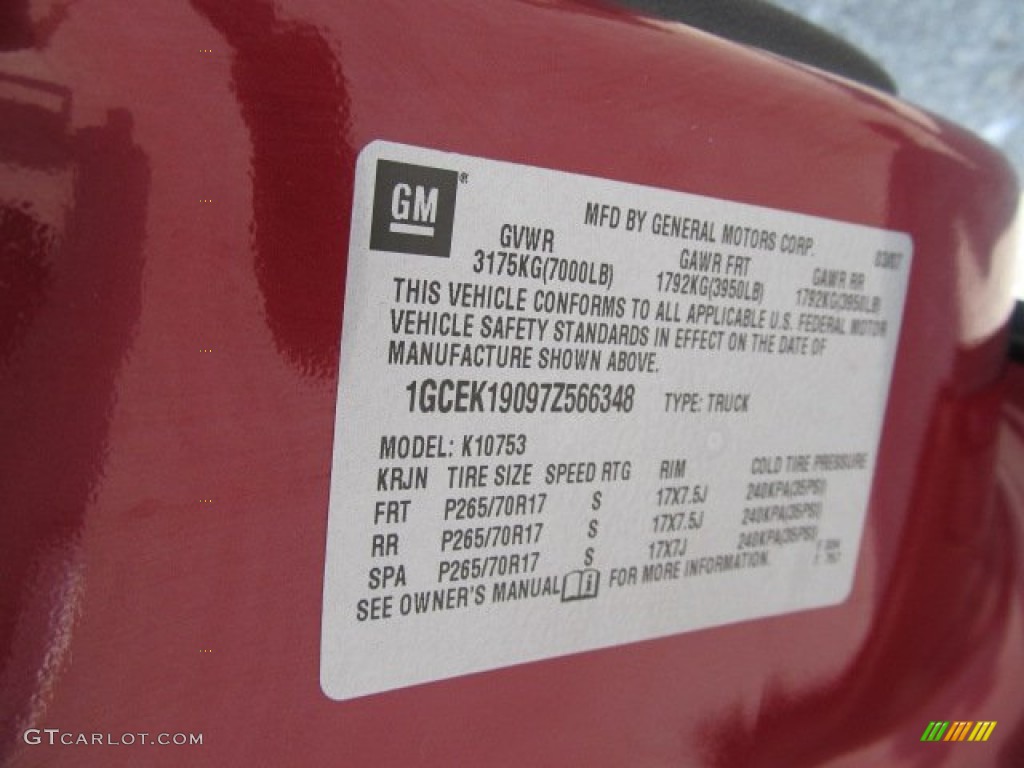 GM®
MFD BY GENERAL MOTORS CORP. 03/07
GVWR GAWR FRT GAWR RR
3175KG(7000LB) 1792KG(3950LB) 1792KG(3950LB)
THIS VEHICLE CONFORMS TO ALL APPLICABLE U.S. FEDERAL MOTOR
VEHICLE SAFETY STANDARDS IN EFFECT ON THE DATE OF
MANUFACTURE SHOWN ABOVE.
1GCEK19097Z566348 TYPE: TRUCK
MODEL: K10753
KRJN TIRE SIZE SPEED RTG RIM COLD TIRE PRESSURE
FRT P265/70R17 S 17X7.5J 240KPA(35PSI)
RR P265/70R17 S 17X7.5J 240KPA(35PSI)
SPA P265/70R17 S 17X7J 240KPA(35PSI)
SEE OWNER'S MANUAL FOR MORE INFORMATION.
GTCARLOT.COM